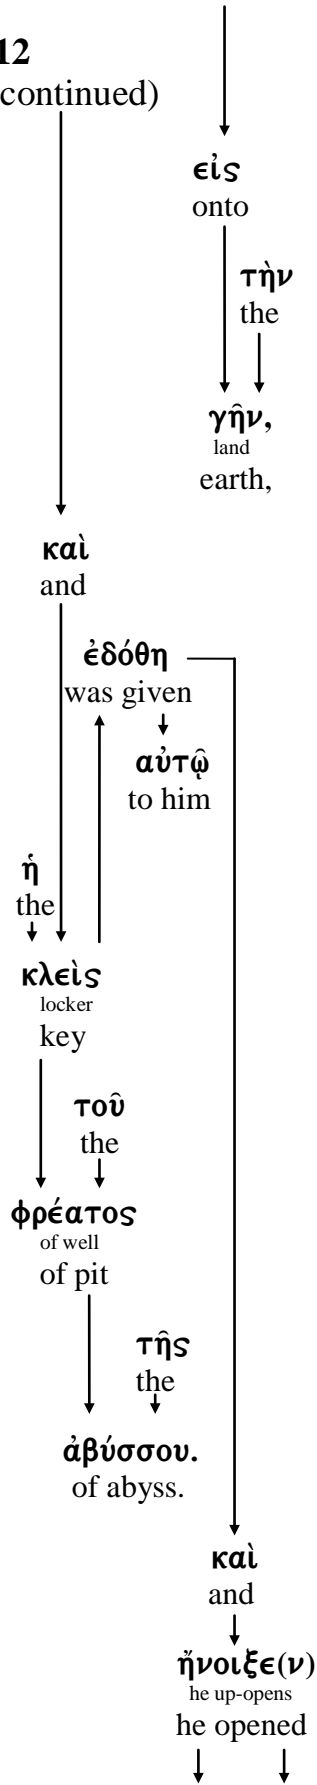 12
continued)
εἰς
onto
τὴν
the
γῆν,
land
earth,
καὶ
and
ἐδόθη
was given
αὐτῷ
to him
ἡ
the
κλεὶς
locker
key
τοῦ
the
φρέατος
of well
of pit
τῆς
the
ἀβύσσου.
of abyss.
καὶ
and
ἤνοιξε(ν)
he up-opens
he opened